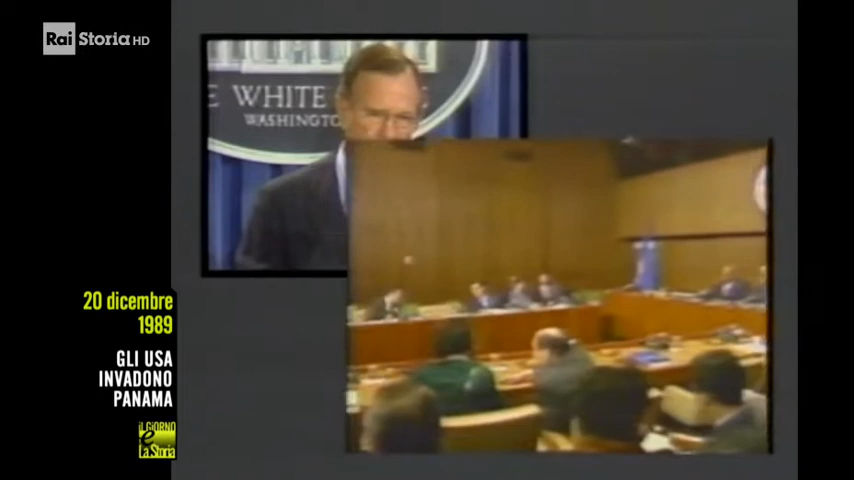 Rai Storia HD
E WHITE
WASHINGTO
20 dicembre
1989
GLI USA
INVADONO
PANAMA
IL GIORNO
e
La Storia